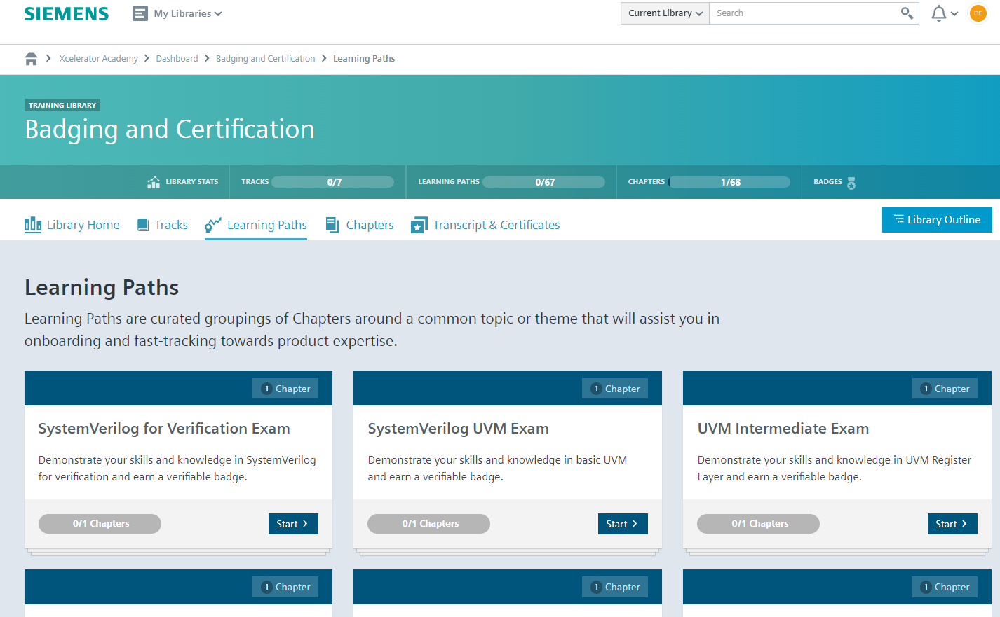 SIEMENS
My Libraries
Current Library
Search
DE
Xcelerator Academy
Dashboard
Badging and Certification
Learning Paths
TRAINING LIBRARY
Badging and Certification
LIBRARY STATS
TRACKS
0/7
LEARNING PATHS
0/67
CHAPTERS
1/68
BADGES
Library Home
Tracks
Learning Paths
Chapters
Transcript & Certificates
Library Outline
Learning Paths
Learning Paths are curated groupings of Chapters around a common topic or theme that will assist you in
onboarding and fast-tracking towards product expertise.
1 Chapter
SystemVerilog for Verification Exam
Demonstrate your skills and knowledge in SystemVerilog
for verification and earn a verifiable badge.
0/1 Chapters
Start
1 Chapter
SystemVerilog UVM Exam
Demonstrate your skills and knowledge in basic UVM
and earn a verifiable badge.
0/1 Chapters
Start
1 Chapter
UVM Intermediate Exam
Demonstrate your skills and knowledge in UVM Register
Layer and earn a verifiable badge.
0/1 Chapters
Start
1 Chapter
1 Chapter
1 Chapter